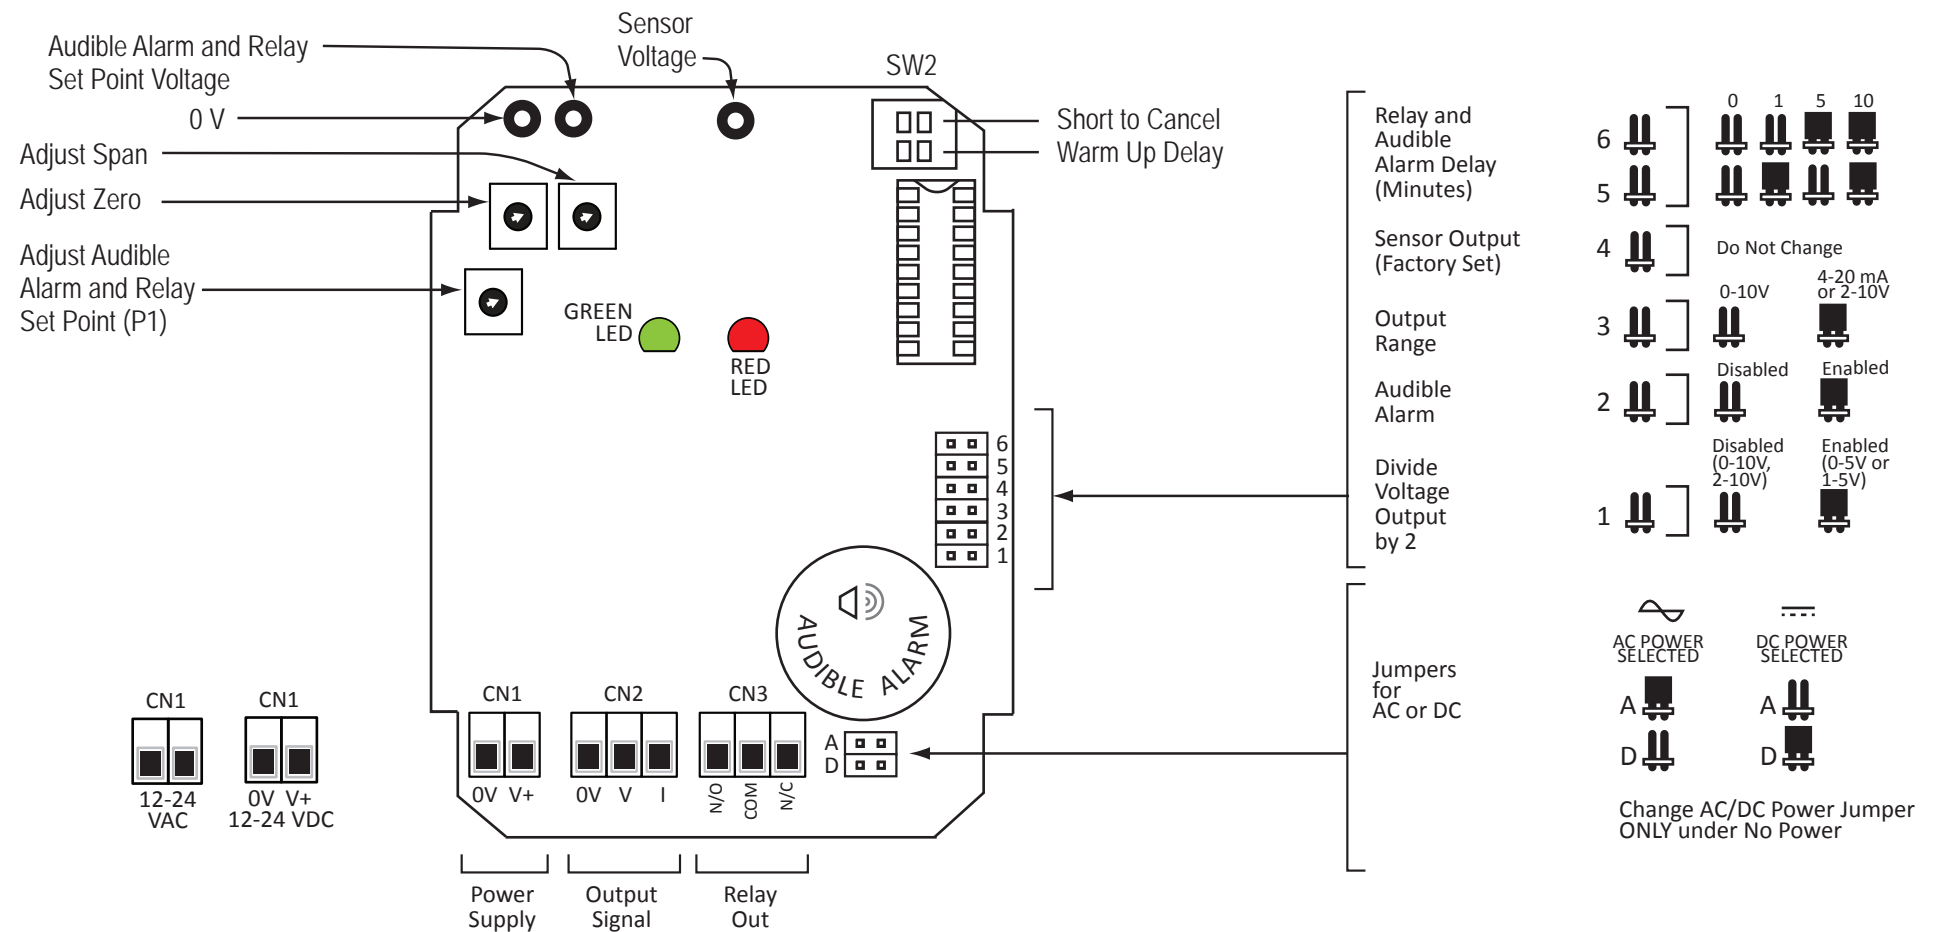 Audible Alarm and Relay
Set Point Voltage
0 V
Adjust Span
Adjust Zero
Adjust Audible
Alarm and Relay
Set Point (P1)
Sensor
Voltage
SW2
Short to Cancel
Warm Up Delay
GREEN
LED
RED
LED
6
5
4
3
2
1
AUDIBLE ALARM
CN1
12-24
VAC
CN1
0V V+
12-24 VDC
CN1
0V V+
CN2
0V V I
CN3
N/O COM N/C
A
D
Power
Supply
Output
Signal
Relay
Out
Relay and
Audible
Alarm Delay
(Minutes)
6
5
0 1 5 10
Sensor Output
(Factory Set)
4
Do Not Change
Output
Range
3
0-10V
4-20 mA
or 2-10V
Audible
Alarm
2
Disabled
Enabled
Divide
Voltage
Output
by 2
1
Disabled
(0-10V,
2-10V)
Enabled
(0-5V or
1-5V)
Jumpers
for
AC or DC
AC POWER
SELECTED
A
D
DC POWER
SELECTED
A
D
Change AC/DC Power Jumper
ONLY under No Power